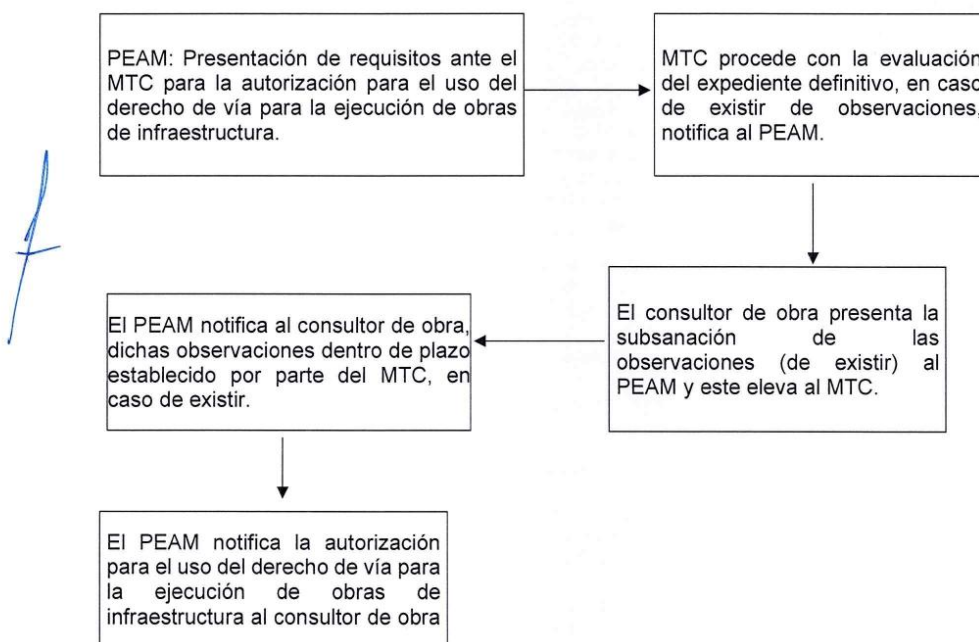 PEAM: Presentación de requisitos ante el
MTC para la autorización para el uso del
derecho de vía para la ejecución de obras
de infraestructura.
MTC procede con la evaluación
del expediente definitivo, en caso
de existir de observaciones,
notifica al PEAM.
El consultor de obra presenta la
subsanación de las
observaciones (de existir) al
PEAM y este eleva al MTC.
El PEAM notifica al consultor de obra,
dichas observaciones dentro de plazo
establecido por parte del MTC, en
caso de existir.
El PEAM notifica la autorización
para el uso del derecho de vía para
la ejecución de obras de
infraestructura al consultor de obra